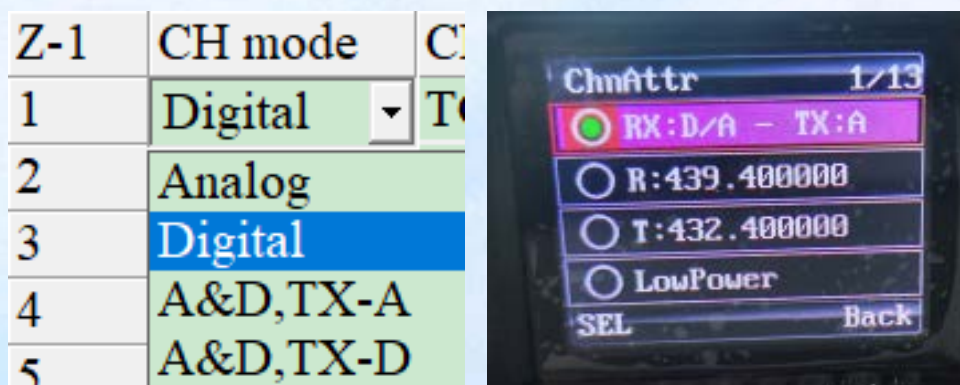 Z-1 CH mode
1 Digital
2 Analog
3 Digital
4 A&D,TX-A
5 A&D,TX-D
ChnAttr 1/13
RX:D/A - TX:A
R:439.400000
T:432.400000
LowPower
SEL Back